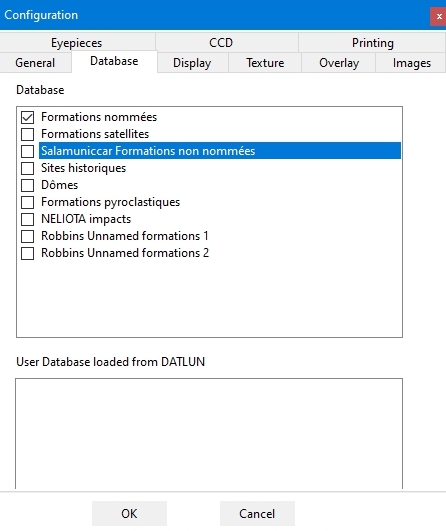 Configuration
x
Eyepieces CCD Printing
General Database Display Texture Overlay Images
Database
Formations nommées
Formations satellites
Salamuniccar Formations non nommées
Sites historiques
Dômes
Formations pyroclastiques
NELIOTA impacts
Robbins Unnamed formations 1
Robbins Unnamed formations 2
User Database loaded from DATLUN
OK Cancel